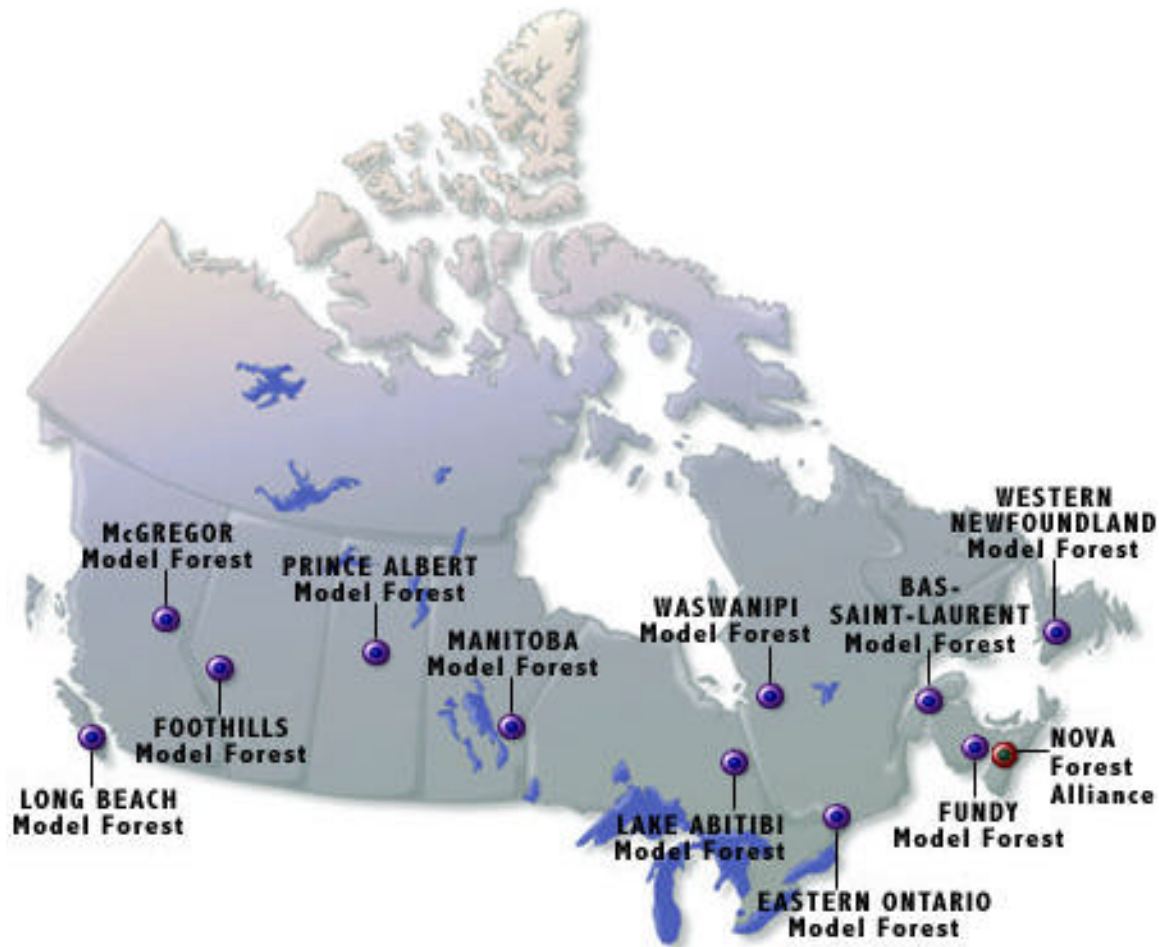 McGREGOR
Model Forest
PRINCE ALBERT
Model Forest
MANITOBA
Model Forest
WASWANIPI
Model Forest
BAS-
SAINT-LAURENT
Model Forest
WESTERN
NEWFOUNDLAND
Model Forest
FOOTHILLS
Model Forest
LONG BEACH
Model Forest
LAKE ABITIBI
Model Forest
EASTERN ONTARIO
Model Forest
FUNDY
Model Forest
NOVA
Forest
Alliance